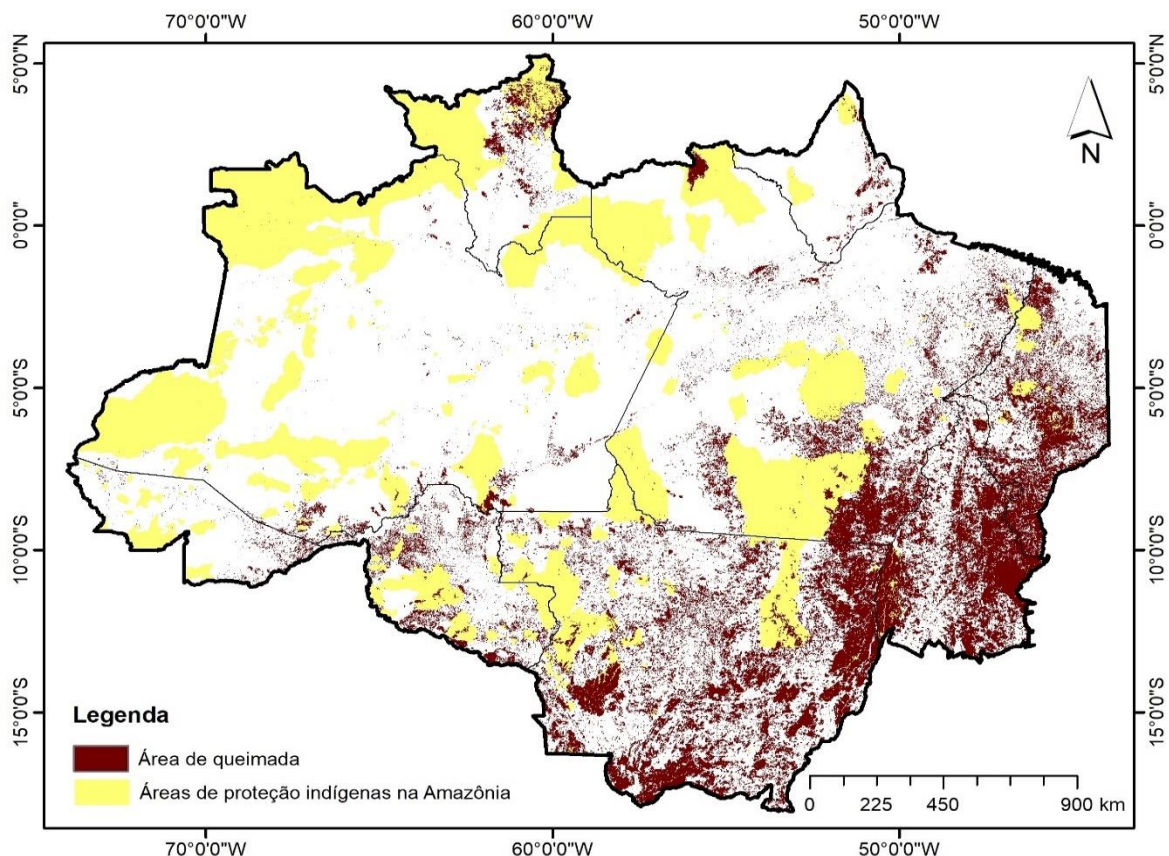 70°0'0"W 60°0'0"W 50°0'0"W
5°0'0"N 5°0'0"N
N
0°0'0" 0°0'0"
5°0'0"S 5°0'0"S
10°0'0"S 10°0'0"S
15°0'0"S 15°0'0"S
Legenda
Área de queimada
Áreas de proteção indígenas na Amazônia
0 225 450 900 km
70°0'0"W 60°0'0"W 50°0'0"W